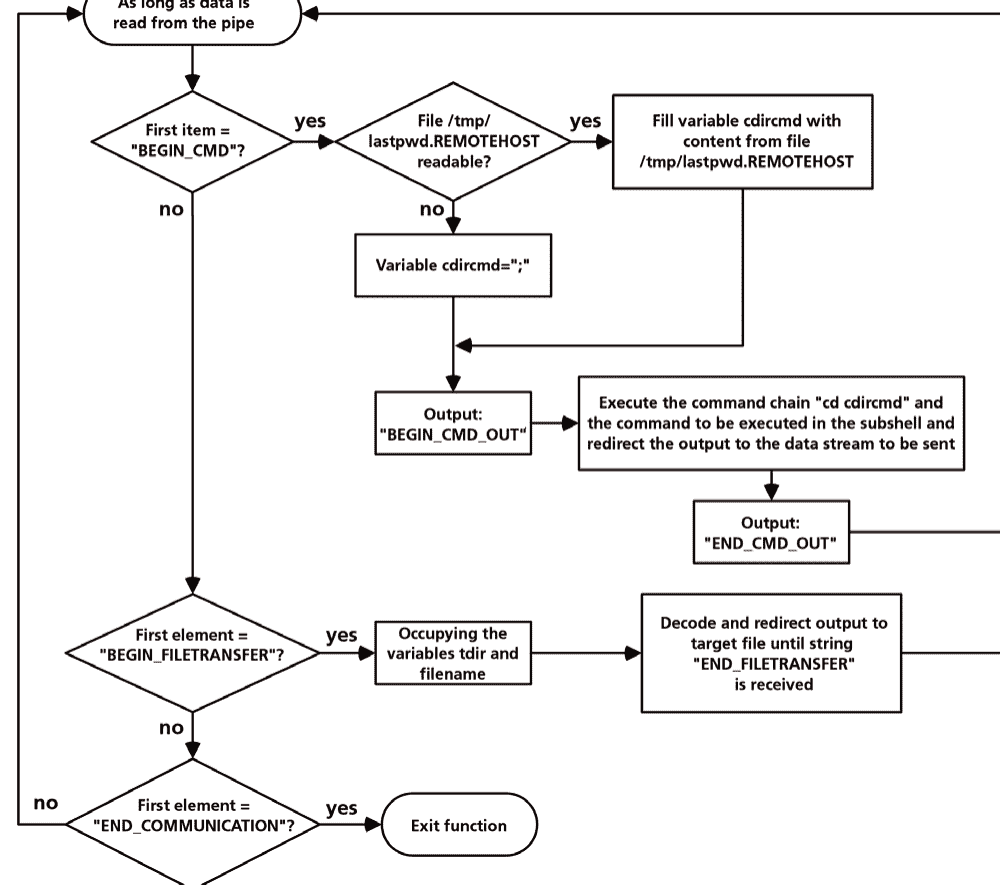 As long as data is
read from the pipe
First item =
"BEGIN_CMD"?
yes
File /tmp/
lastpwd.REMOTEHOST
readable?
yes
Fill variable cdircmd with
content from file
/tmp/lastpwd.REMOTEHOST
no
no
Variable cdircmd=";"
Output:
"BEGIN_CMD_OUT"
Execute the command chain "cd cdircmd" and
the command to be executed in the subshell and
redirect the output to the data stream to be sent
Output:
"END_CMD_OUT"
First element =
"BEGIN_FILETRANSFER"?
yes
Occupying the
variables tdir and
filename
Decode and redirect output to
target file until string
"END_FILETRANSFER"
is received
no
no
First element =
"END_COMMUNICATION"?
yes
Exit function